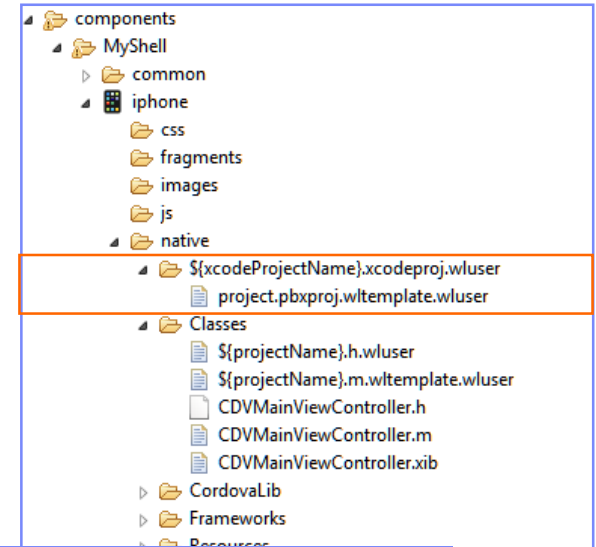 components
MyShell
common
iphone
css
fragments
images
js
native
${xcodeProjectName}.xcodeproj.wluser
project.pbxproj.wltemplate.wluser
Classes
${projectName}.h.wluser
${projectName}.m.wltemplate.wluser
CDVMainViewController.h
CDVMainViewController.m
CDVMainViewController.xib
CordovaLib
Frameworks
Resources